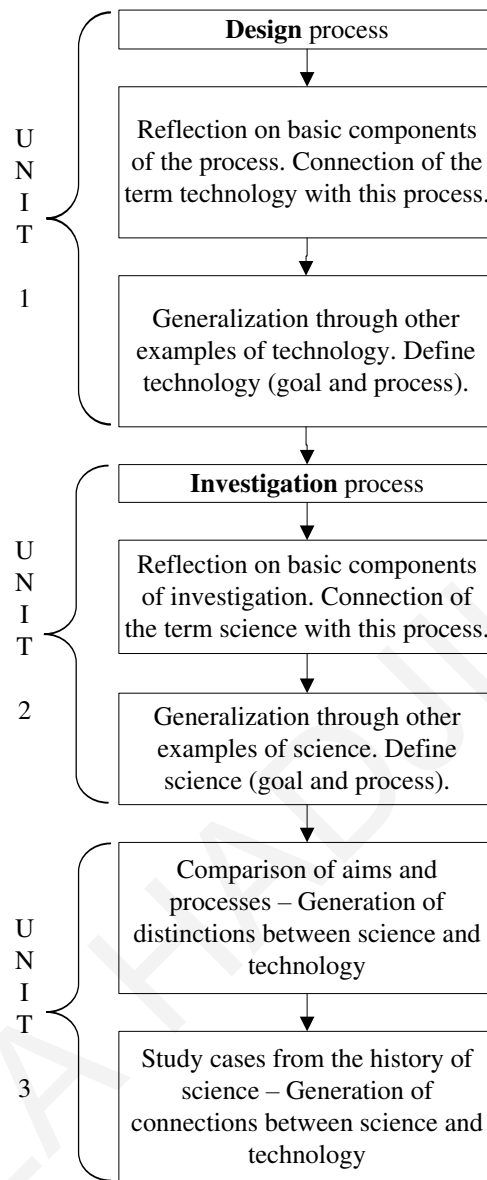 Design process
Reflection on basic components
of the process. Connection of the
term technology with this process.
Generalization through other
examples of technology. Define
technology (goal and process).
U
N
I
T
1
Investigation process
Reflection on basic components
of investigation. Connection of
the term science with this process.
Generalization through other
examples of science. Define
science (goal and process).
U
N
I
T
2
Comparison of aims and
processes – Generation of
distinctions between science and
technology
Study cases from the history of
science – Generation of
connections between science and
technology
U
N
I
T
3